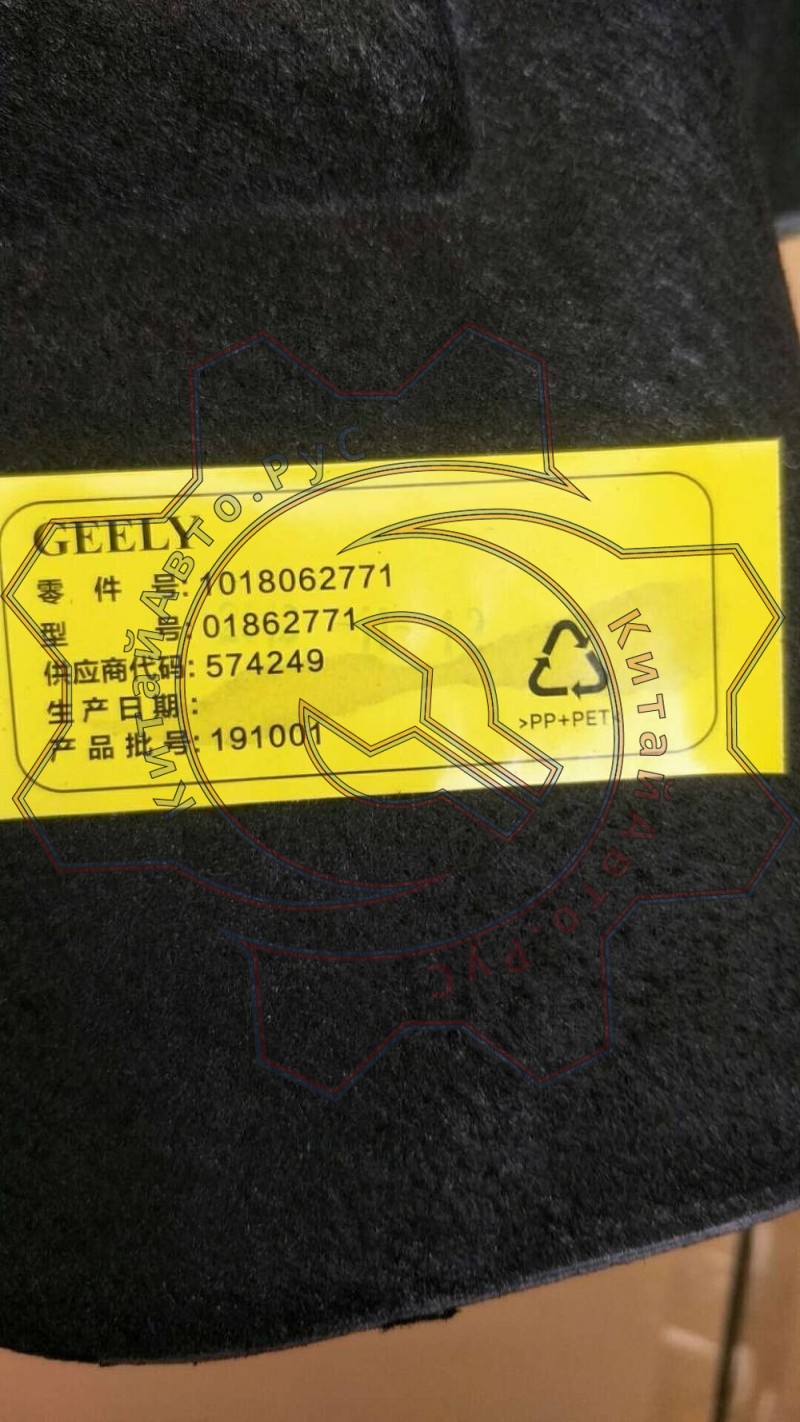 GEELY
零件号: 1018062771
型号: 01862771
供应商代码: 574249
生产日期:
产品批号: 191001
>PP+PET<
КитайАвто.Рус
КитайАвто.Рус